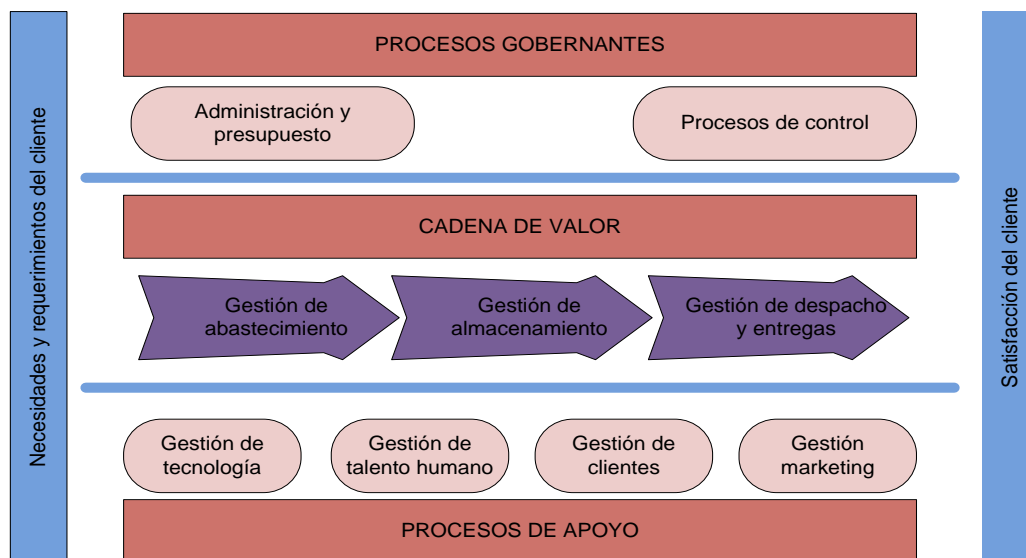 Necesidades y requerimientos del cliente
PROCESOS GOBERNANTES
Administración y
presupuesto
Procesos de control
CADENA DE VALOR
Gestión de
abastecimiento
Gestión de
almacenamiento
Gestión de despacho
y entregas
Gestión de
tecnología
Gestión de
talento humano
Gestión de
clientes
Gestión
marketing
PROCESOS DE APOYO
Satisfacción del cliente